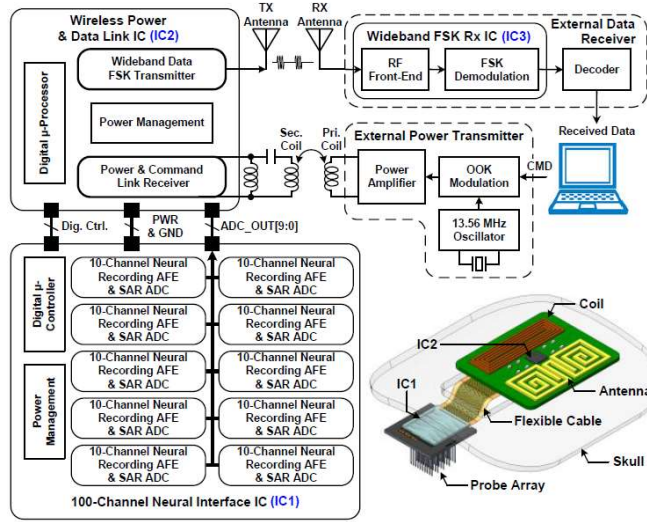 Wireless Power
& Data Link IC (IC2)
TX
Antenna
RX
Antenna
External Data
Receiver
Wideband FSK Rx IC (IC3)
Digital μ-Processor
Wideband Data
FSK Transmitter
RF
Front-End
FSK
Demodulation
Decoder
Power Management
Received Data
Sec.
Coil
Pri.
Coil
External Power Transmitter
Power & Command
Link Receiver
Power
Amplifier
OOK
Modulation
CMD
13.56 MHz
Oscillator
Dig. Ctrl.
PWR
& GND
ADC_OUT[9:0]
Digital μ-
Controller
Power
Management
10-Channel Neural
Recording AFE
& SAR ADC
10-Channel Neural
Recording AFE
& SAR ADC
10-Channel Neural
Recording AFE
& SAR ADC
10-Channel Neural
Recording AFE
& SAR ADC
10-Channel Neural
Recording AFE
& SAR ADC
10-Channel Neural
Recording AFE
& SAR ADC
10-Channel Neural
Recording AFE
& SAR ADC
10-Channel Neural
Recording AFE
& SAR ADC
10-Channel Neural
Recording AFE
& SAR ADC
10-Channel Neural
Recording AFE
& SAR ADC
100-Channel Neural Interface IC (IC1)
Coil
IC2
IC1
Antenna
Flexible Cable
Skull
Probe Array